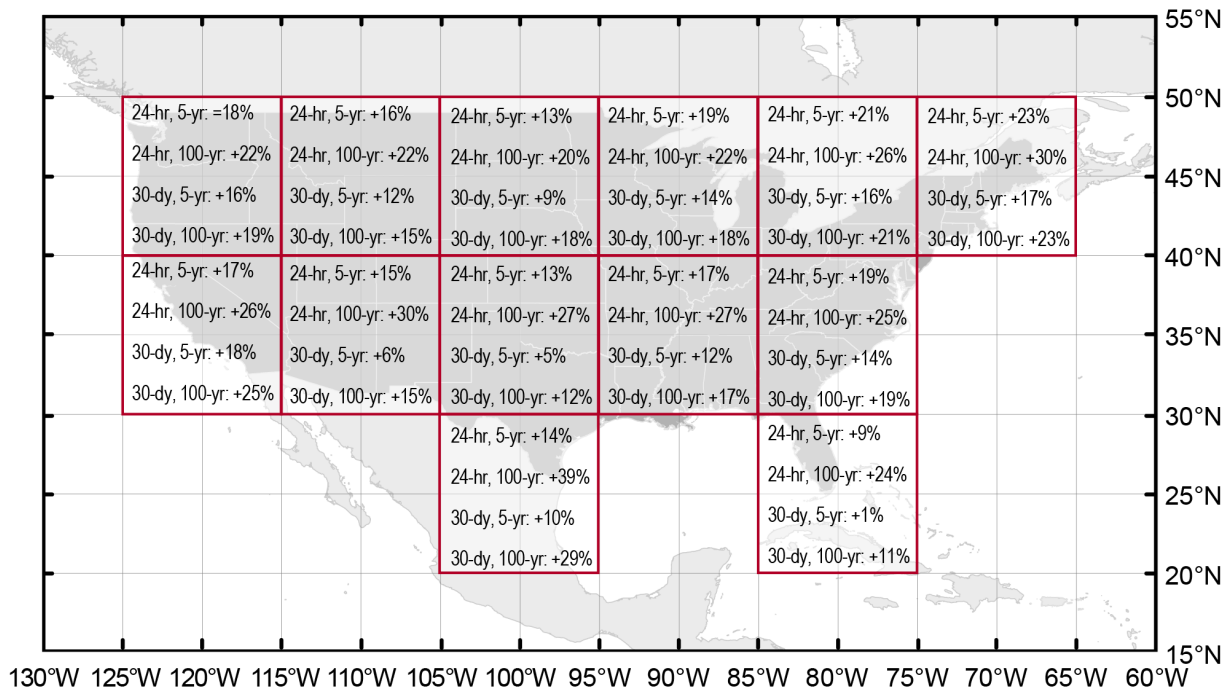 55°N
50°N
24-hr, 5-yr: =18%
24-hr, 100-yr: +22%
30-dy, 5-yr: +16%
30-dy, 100-yr: +19%
24-hr, 5-yr: +16%
24-hr, 100-yr: +22%
30-dy, 5-yr: +12%
30-dy, 100-yr: +15%
24-hr, 5-yr: +13%
24-hr, 100-yr: +20%
30-dy, 5-yr: +9%
30-dy, 100-yr: +18%
24-hr, 5-yr: +19%
24-hr, 100-yr: +22%
30-dy, 5-yr: +14%
30-dy, 100-yr: +18%
24-hr, 5-yr: +21%
24-hr, 100-yr: +26%
30-dy, 5-yr: +16%
30-dy, 100-yr: +21%
24-hr, 5-yr: +23%
24-hr, 100-yr: +30%
30-dy, 5-yr: +17%
30-dy, 100-yr: +23%
45°N
40°N
24-hr, 5-yr: +17%
24-hr, 100-yr: +26%
30-dy, 5-yr: +18%
30-dy, 100-yr: +25%
24-hr, 5-yr: +15%
24-hr, 100-yr: +30%
30-dy, 5-yr: +6%
30-dy, 100-yr: +15%
24-hr, 5-yr: +13%
24-hr, 100-yr: +27%
30-dy, 5-yr: +5%
30-dy, 100-yr: +12%
24-hr, 5-yr: +17%
24-hr, 100-yr: +27%
30-dy, 5-yr: +12%
30-dy, 100-yr: +17%
24-hr, 5-yr: +19%
24-hr, 100-yr: +25%
30-dy, 5-yr: +14%
30-dy, 100-yr: +19%
35°N
30°N
24-hr, 5-yr: +14%
24-hr, 100-yr: +39%
30-dy, 5-yr: +10%
30-dy, 100-yr: +29%
24-hr, 5-yr: +9%
24-hr, 100-yr: +24%
30-dy, 5-yr: +1%
30-dy, 100-yr: +11%
25°N
20°N
15°N
130°W 125°W 120°W 115°W 110°W 105°W 100°W 95°W 90°W 85°W 80°W 75°W 70°W 65°W 60°W